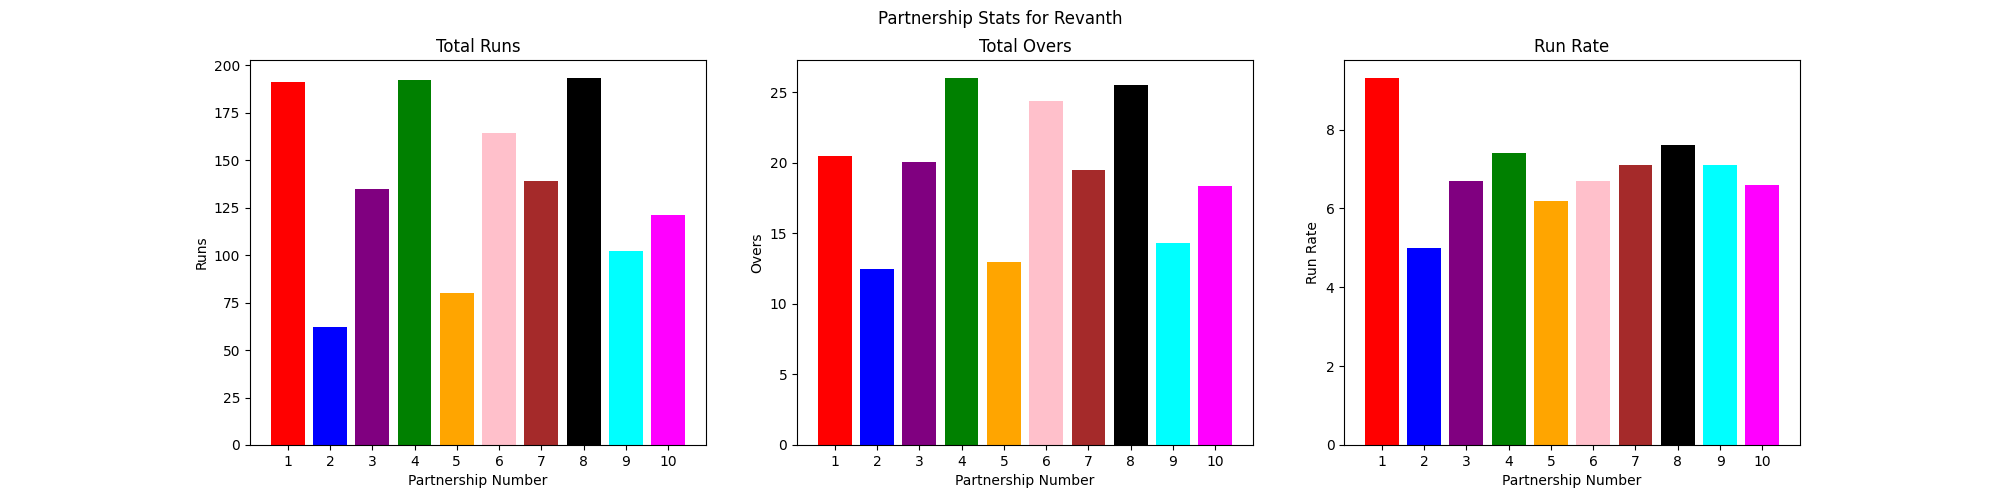 Partnership Stats for Revanth
Total Runs
200
175
150
125
100
75
50
25
0
Runs
1 2 3 4 5 6 7 8 9 10
Partnership Number
Total Overs
25
20
15
10
5
0
Overs
1 2 3 4 5 6 7 8 9 10
Partnership Number
Run Rate
8
6
4
2
0
Run Rate
1 2 3 4 5 6 7 8 9 10
Partnership Number